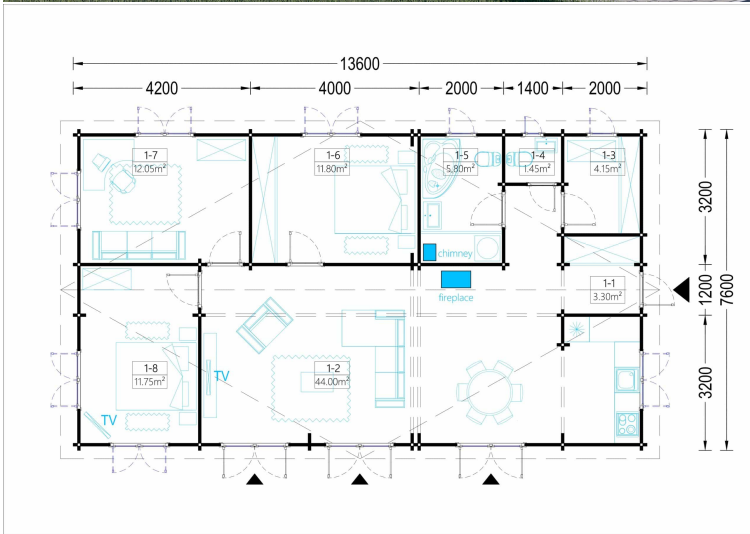 13600
4200 4000 2000 1400 2000
1-7
12.05m²
1-6
11.80m²
1-5
5.80m²
1-4
1.45m²
1-3
4.15m²
3200
chimney
fireplace
1-1
3.30m²
1200
7600
1-8
11.75m²
TV
TV
1-2
44.00m²
3200